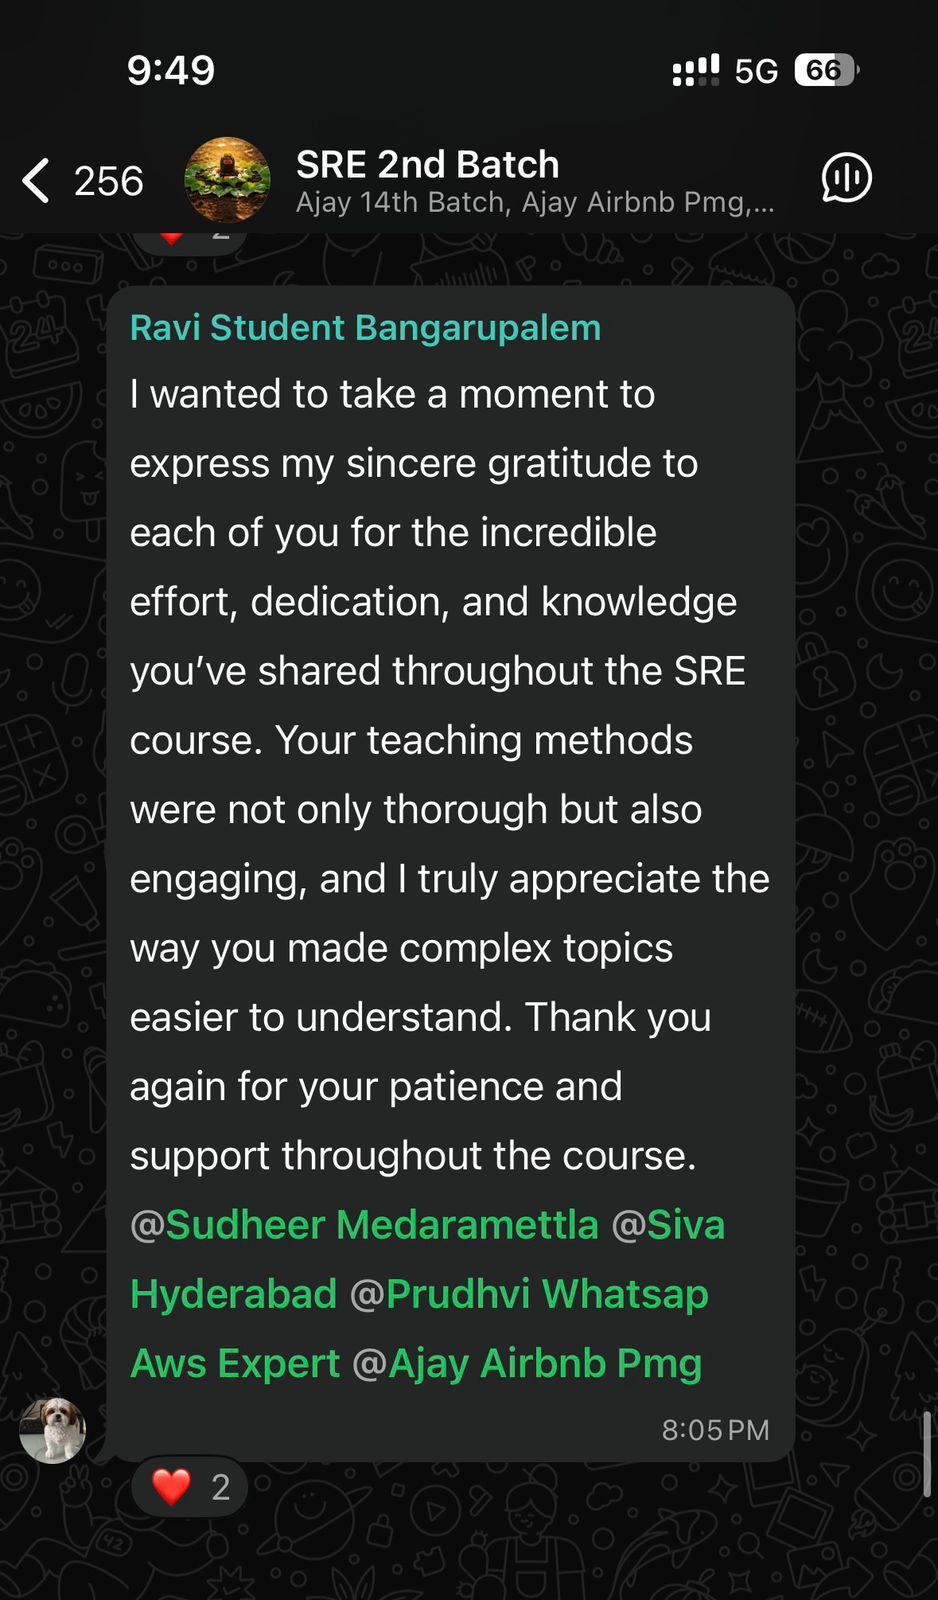 9:49
5G 66
256
SRE 2nd Batch
Ajay 14th Batch, Ajay Airbnb Pmg,...
❤️ 2
Ravi Student Bangarupalem
I wanted to take a moment to
express my sincere gratitude to
each of you for the incredible
effort, dedication, and knowledge
you’ve shared throughout the SRE
course. Your teaching methods
were not only thorough but also
engaging, and I truly appreciate the
way you made complex topics
easier to understand. Thank you
again for your patience and
support throughout the course.
@Sudheer Medaramettla @Siva
Hyderabad @Prudhvi Whatsap
Aws Expert @Ajay Airbnb Pmg
8:05 PM
❤️ 2